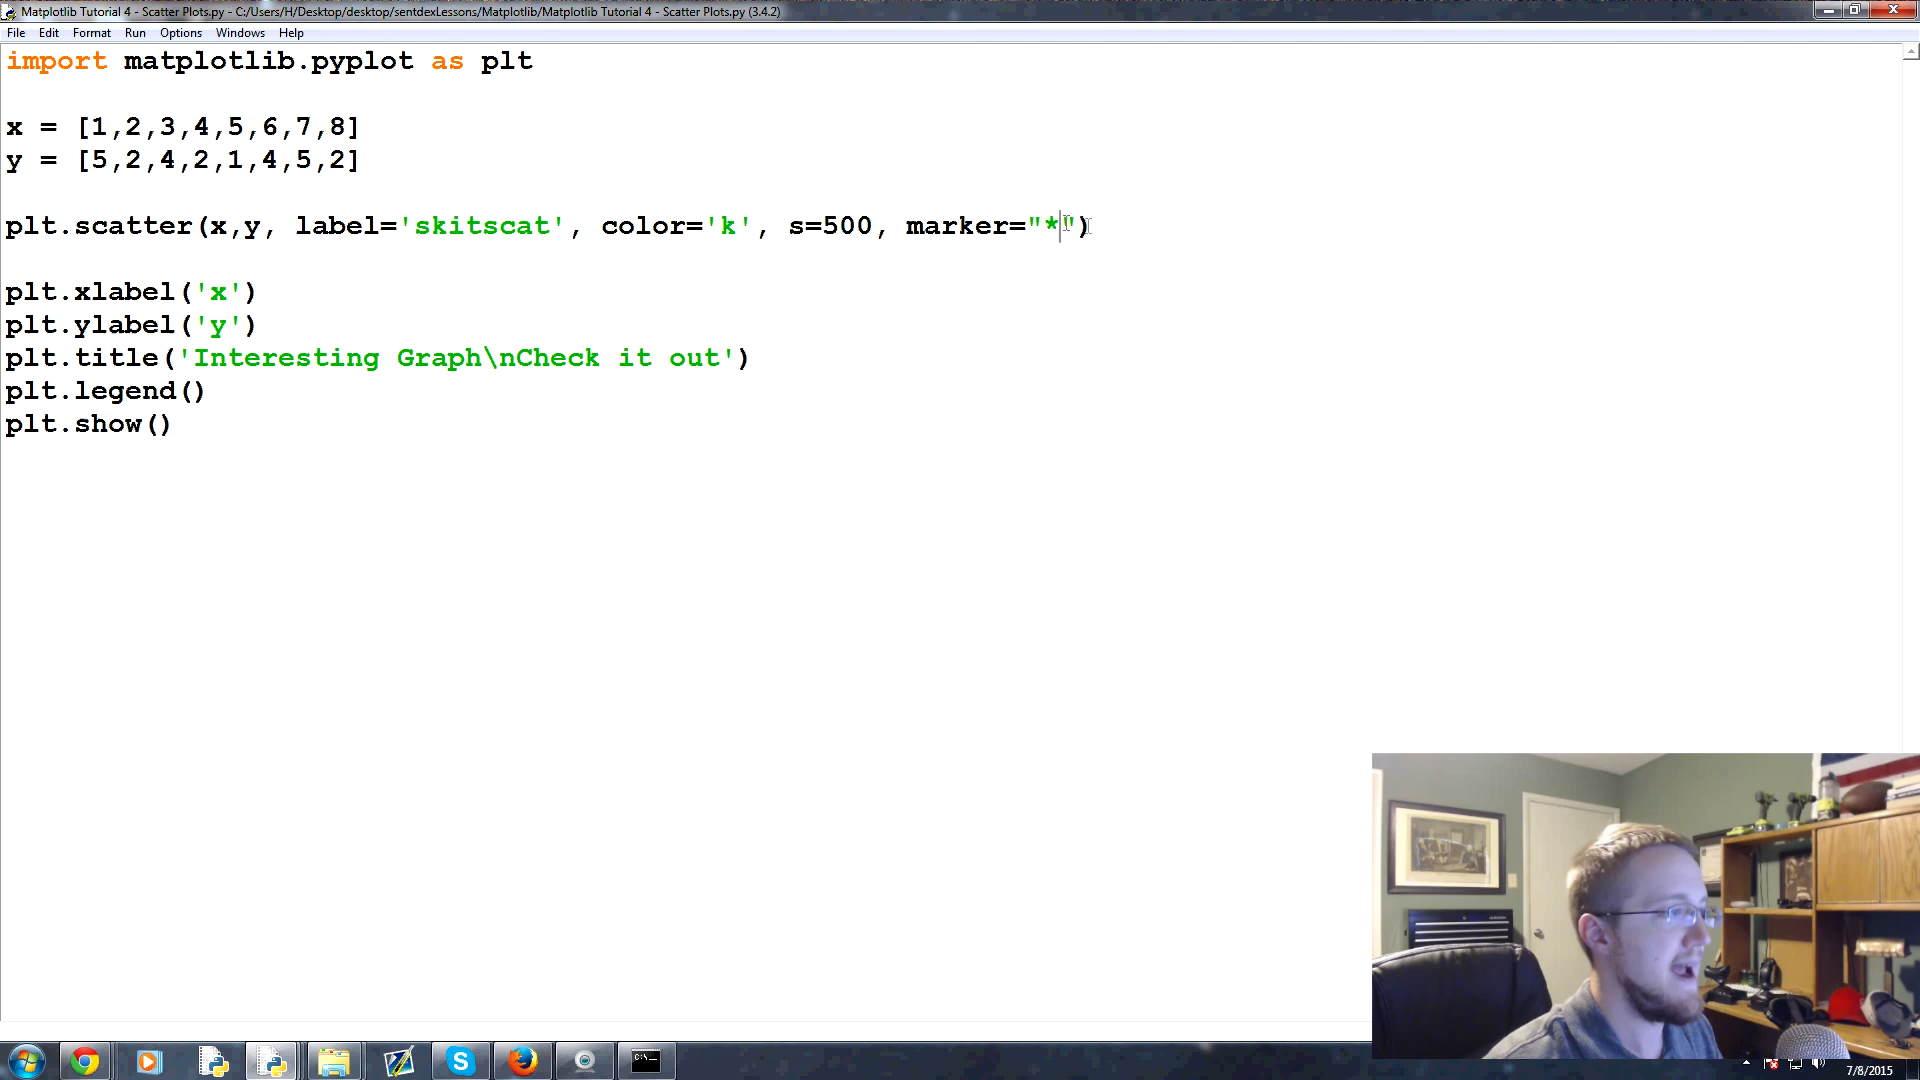 Matplotlib Tutorial 4 - Scatter Plots.py - C:/Users/H/Desktop/desktop/sentdexLessons/Matplotlib/Matplotlib Tutorial 4 - Scatter Plots.py (3.4.2)
File Edit Format Run Options Windows Help
import matplotlib.pyplot as plt
x = [1,2,3,4,5,6,7,8]
y = [5,2,4,2,1,4,5,2]
plt.scatter(x,y, label='skitscat', color='k', s=500, marker="*")
plt.xlabel('x')
plt.ylabel('y')
plt.title('Interesting Graph\nCheck it out')
plt.legend()
plt.show()
C:\_
7/8/2015